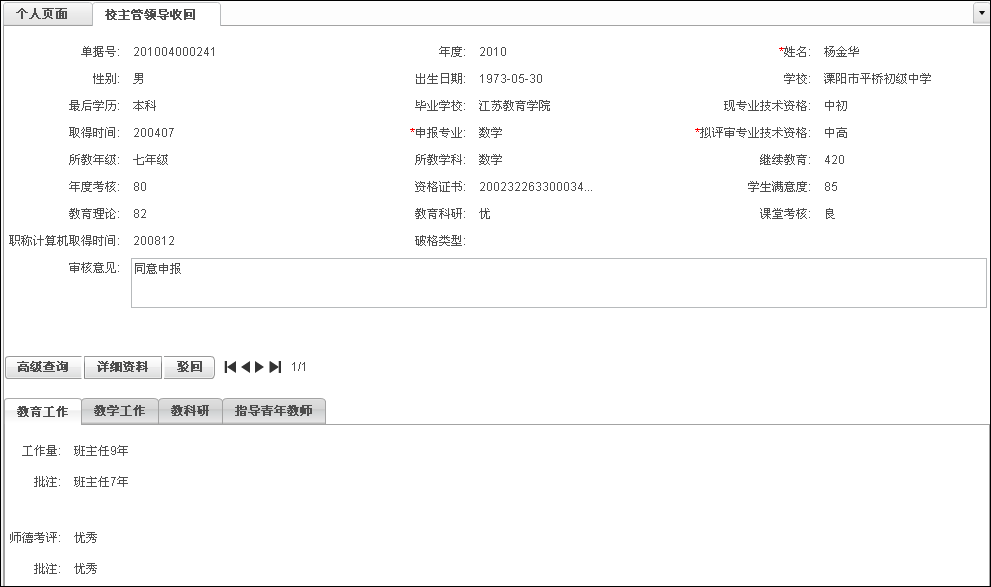 个人页面 校主管领导收回
单据号: 201004000241 年度: 2010 *姓名: 杨金华
性别: 男 出生日期: 1973-05-30 学校: 溧阳市平桥初级中学
最后学历: 本科 毕业学校: 江苏教育学院 现专业技术资格: 中初
取得时间: 200407 *申报专业: 数学 *拟评审专业技术资格: 中高
所教年级: 七年级 所教学科: 数学 继续教育: 420
年度考核: 80 资格证书: 200232263300034... 学生满意度: 85
教育理论: 82 教育科研: 优 课堂考核: 良
职称计算机取得时间: 200812 破格类型:
审核意见: 同意申报
高级查询 详细资料 驳回 1/1
教育工作 教学工作 教科研 指导青年教师
工作量: 班主任9年
批注: 班主任7年
师德考评: 优秀
批注: 优秀